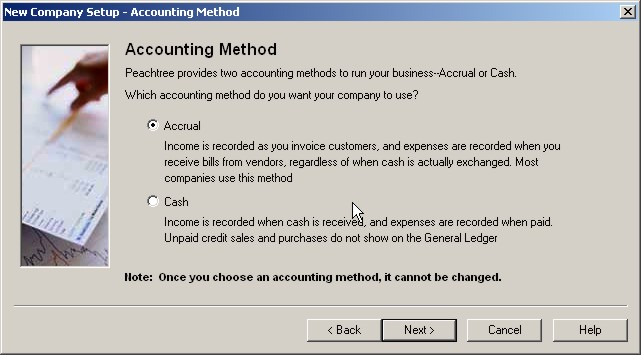 New Company Setup - Accounting Method
Accounting Method
Peachtree provides two accounting methods to run your business--Accrual or Cash.
Which accounting method do you want your company to use?
Accrual
Income is recorded as you invoice customers, and expenses are recorded when you
receive bills from vendors, regardless of when cash is actually exchanged. Most
companies use this method
Cash
Income is recorded when cash is received, and expenses are recorded when paid.
Unpaid credit sales and purchases do not show on the General Ledger
Note: Once you choose an accounting method, it cannot be changed.
< Back
Next >
Cancel
Help